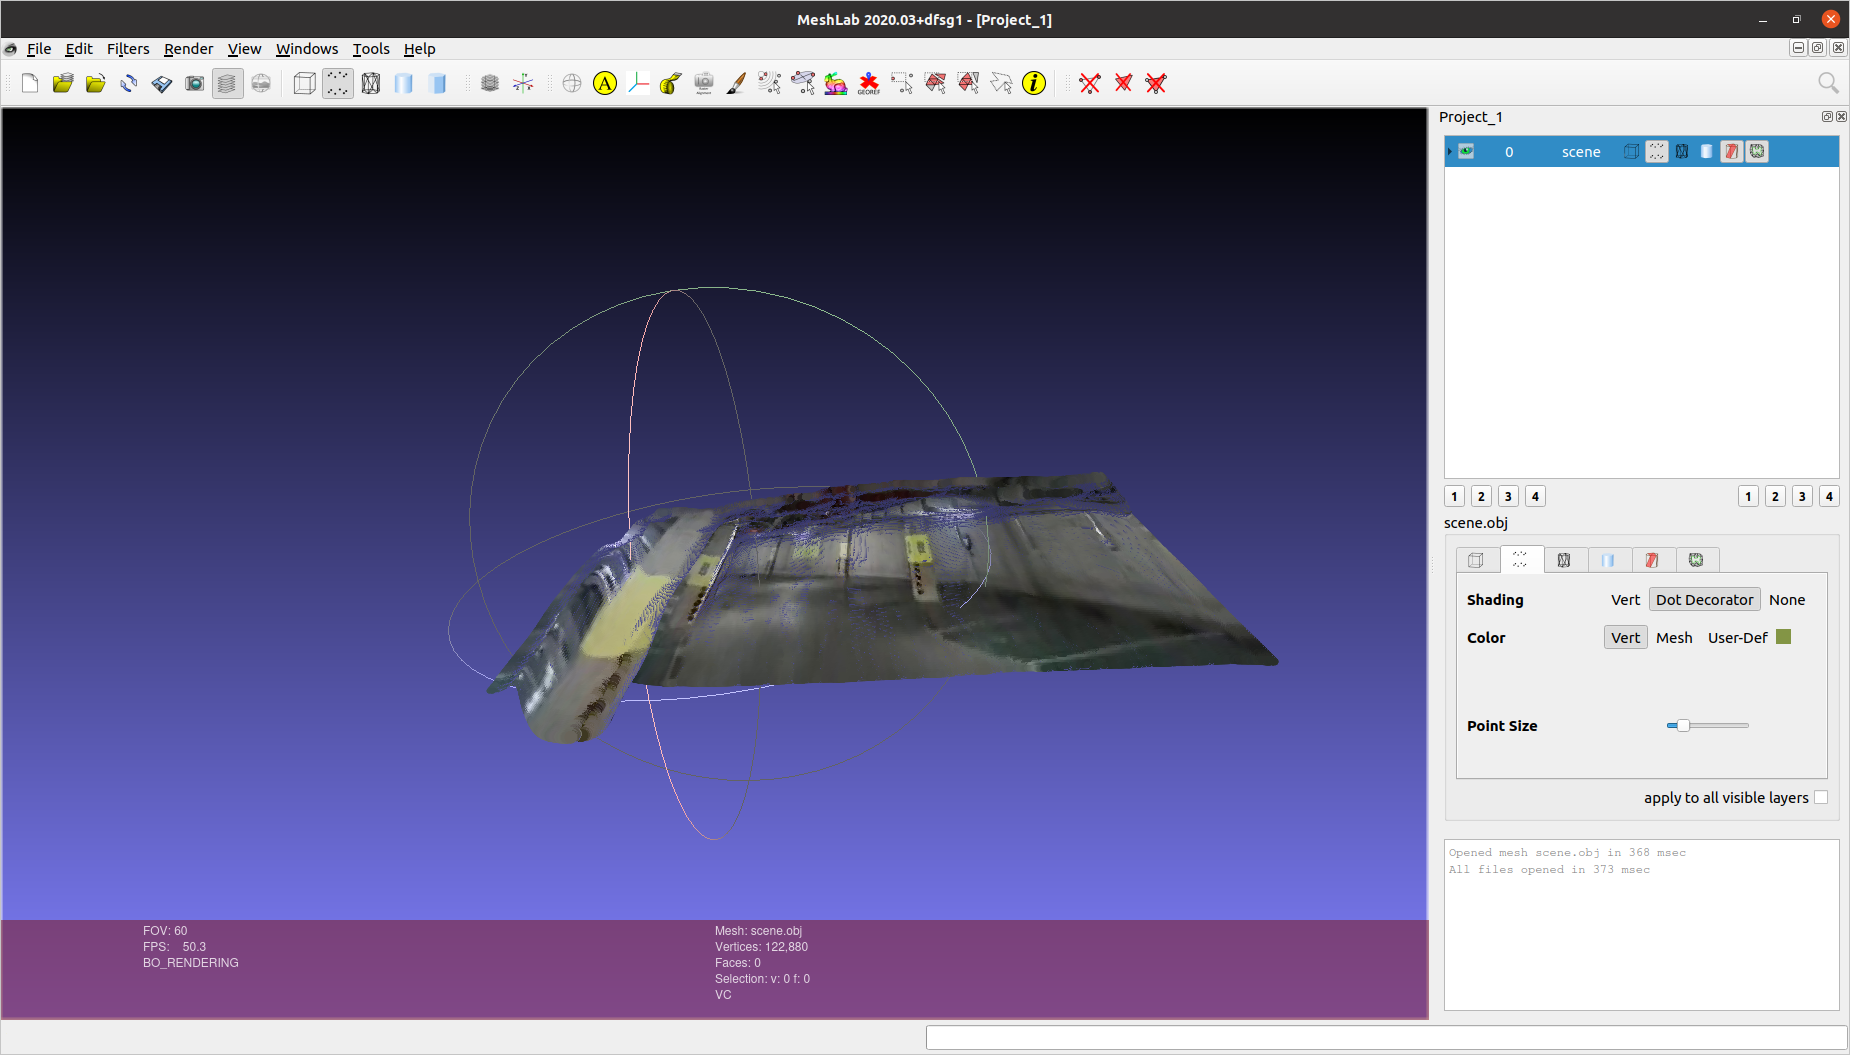 MeshLab 2020.03+dfsg1 - [Project_1]
File Edit Filters Render View Windows Tools Help
A
GEOREF
i
Project_1
0 scene
1 2 3 4 1 2 3 4
scene.obj
Shading Vert Dot Decorator None
Color Vert Mesh User-Def
Point Size
apply to all visible layers
Opened mesh scene.obj in 368 msec
All files opened in 373 msec
FOV: 60
FPS: 50.3
BO_RENDERING
Mesh: scene.obj
Vertices: 122,880
Faces: 0
Selection: v: 0 f: 0
VC